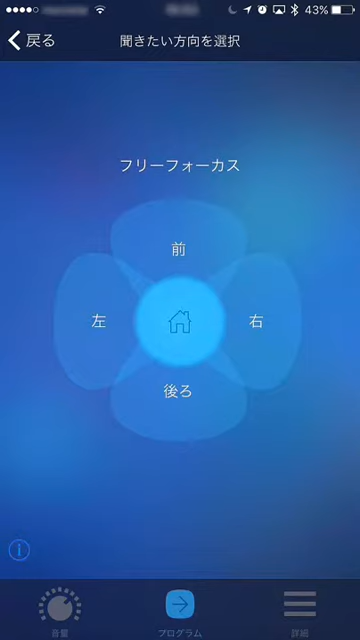 43%
戻る
聞きたい方向を選択
フリーフォーカス
前
左
右
後ろ
音量
プログラム
詳細